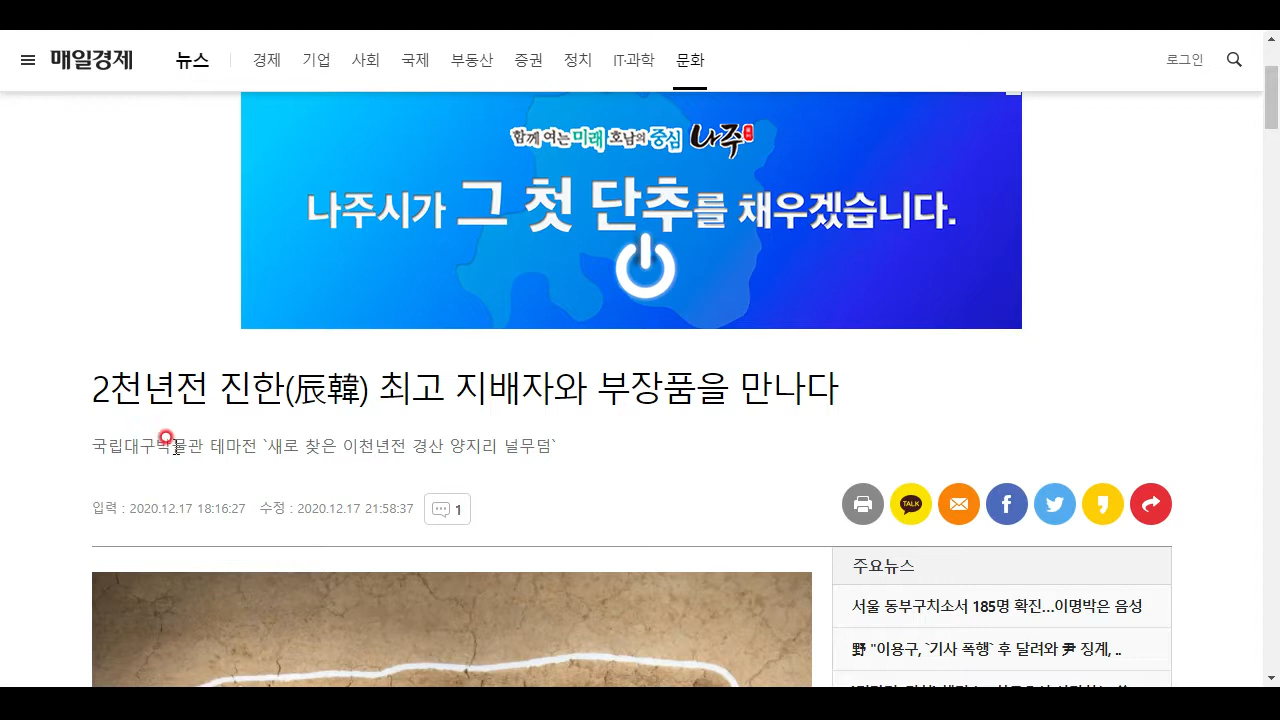 매일경제 뉴스 경제 기업 사회 국제 부동산 증권 정치 IT·과학 문화 로그인
함께 여는 미래 호남의 중심 나주
나주시가 그 첫 단추를 채우겠습니다.
2천년전 진한(辰韓) 최고 지배자와 부장품을 만나다
국립대구박물관 테마전 `새로 찾은 이천년전 경산 양지리 널무덤`
입력 : 2020.12.17 17:16:27 수정 : 2020.12.17 21:58:37 1
TALK
주요뉴스
서울 동부구치소서 185명 확진…이명박은 음성
野 "이용구, `기사 폭행` 후 달려와 尹 징계, ..